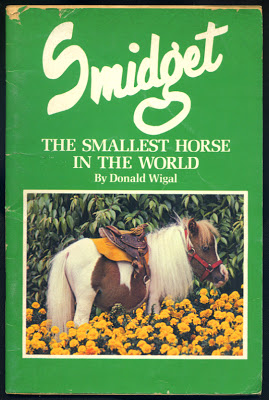 Smidget
THE SMALLEST HORSE
IN THE WORLD
By Donald Wigal